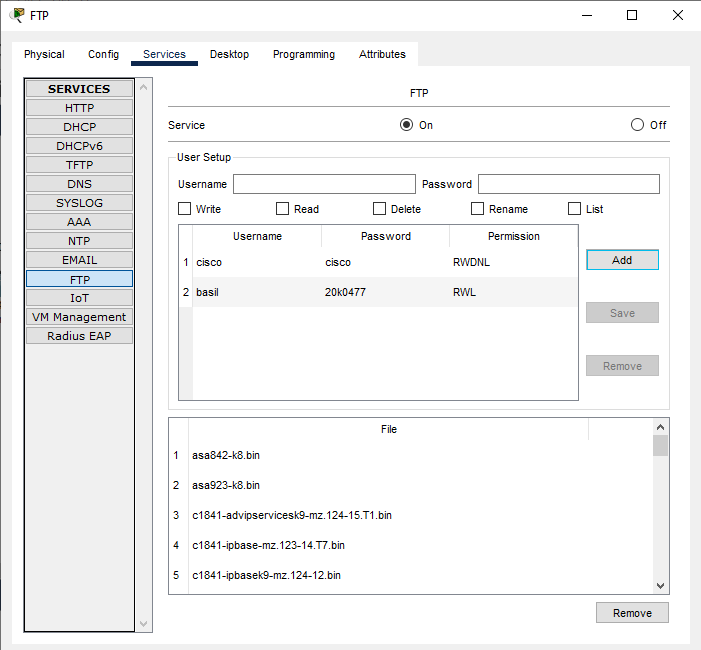 FTP
Physical Config Services Desktop Programming Attributes
SERVICES
HTTP
DHCP
DHCPv6
TFTP
DNS
SYSLOG
AAA
NTP
EMAIL
FTP
IoT
VM Management
Radius EAP
FTP
Service On Off
User Setup
Username Password
Write Read Delete Rename List
Username Password Permission
1 cisco cisco RWDNL
2 basil 20k0477 RWL
Add
Save
Remove
File
1 asa842-k8.bin
2 asa923-k8.bin
3 c1841-advipservicesk9-mz.124-15.T1.bin
4 c1841-ipbase-mz.123-14.T7.bin
5 c1841-ipbasek9-mz.124-12.bin
Remove